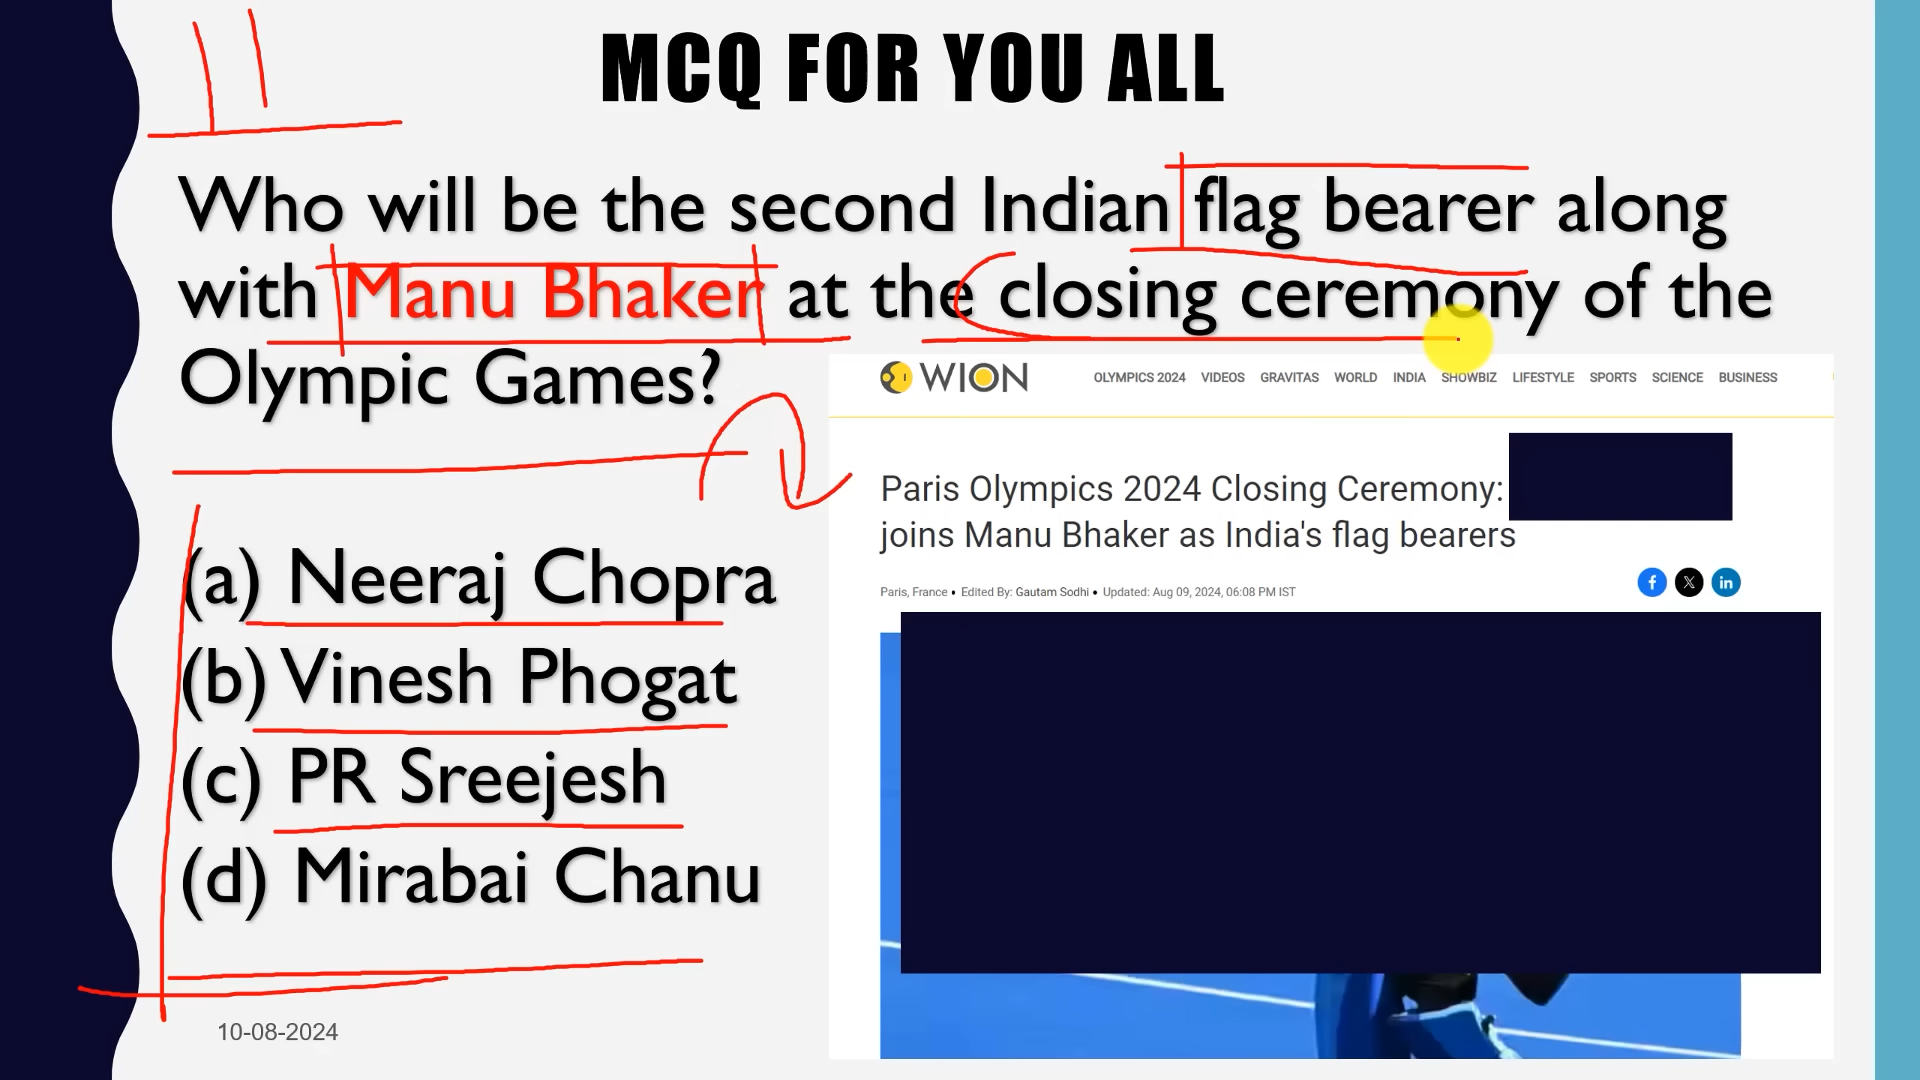 MCQ FOR YOU ALL
Who will be the second Indian flag bearer along
with Manu Bhaker at the closing ceremony of the
Olympic Games?
(a) Neeraj Chopra
(b) Vinesh Phogat
(c) PR Sreejesh
(d) Mirabai Chanu
10-08-2024
WION
OLYMPICS 2024 VIDEOS GRAVITAS WORLD INDIA SHOWBIZ LIFESTYLE SPORTS SCIENCE BUSINESS
Paris Olympics 2024 Closing Ceremony:
joins Manu Bhaker as India's flag bearers
Paris, France • Edited By: Gautam Sodhi • Updated: Aug 09, 2024, 06:08 PM IST